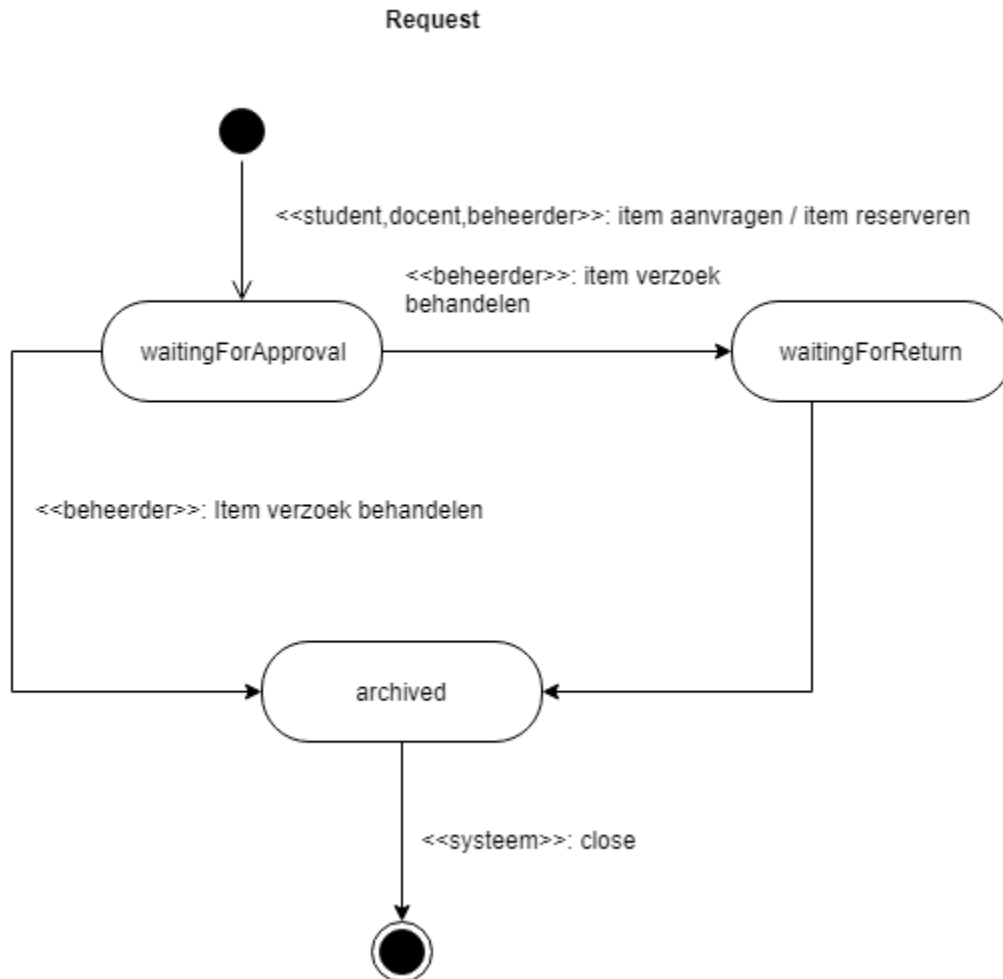 Request
<<student,docent,beheerder>>: item aanvragen / item reserveren
<<beheerder>>: item verzoek
behandelen
waitingForApproval
waitingForReturn
<<beheerder>>: Item verzoek behandelen
archived
<<systeem>>: close